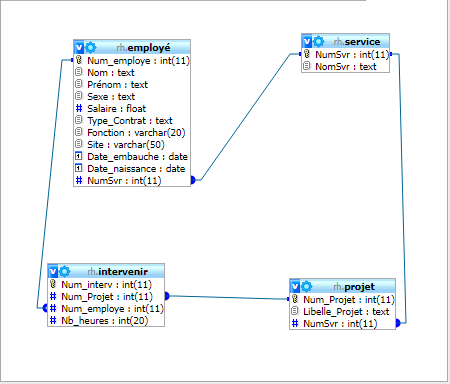 rh.employé
Num_employe : int(11)
Nom : text
Prénom : text
Sexe : text
Salaire : float
Type_Contrat : text
Fonction : varchar(20)
Site : varchar(50)
Date_embauche : date
Date_naissance : date
NumSvr : int(11)
rh.service
NumSvr : int(11)
NomSvr : text
rh.intervenir
Num_interv : int(11)
Num_Projet : int(11)
Num_employe : int(11)
Nb_heures : int(20)
rh.projet
Num_Projet : int(11)
Libelle_Projet : text
NumSvr : int(11)